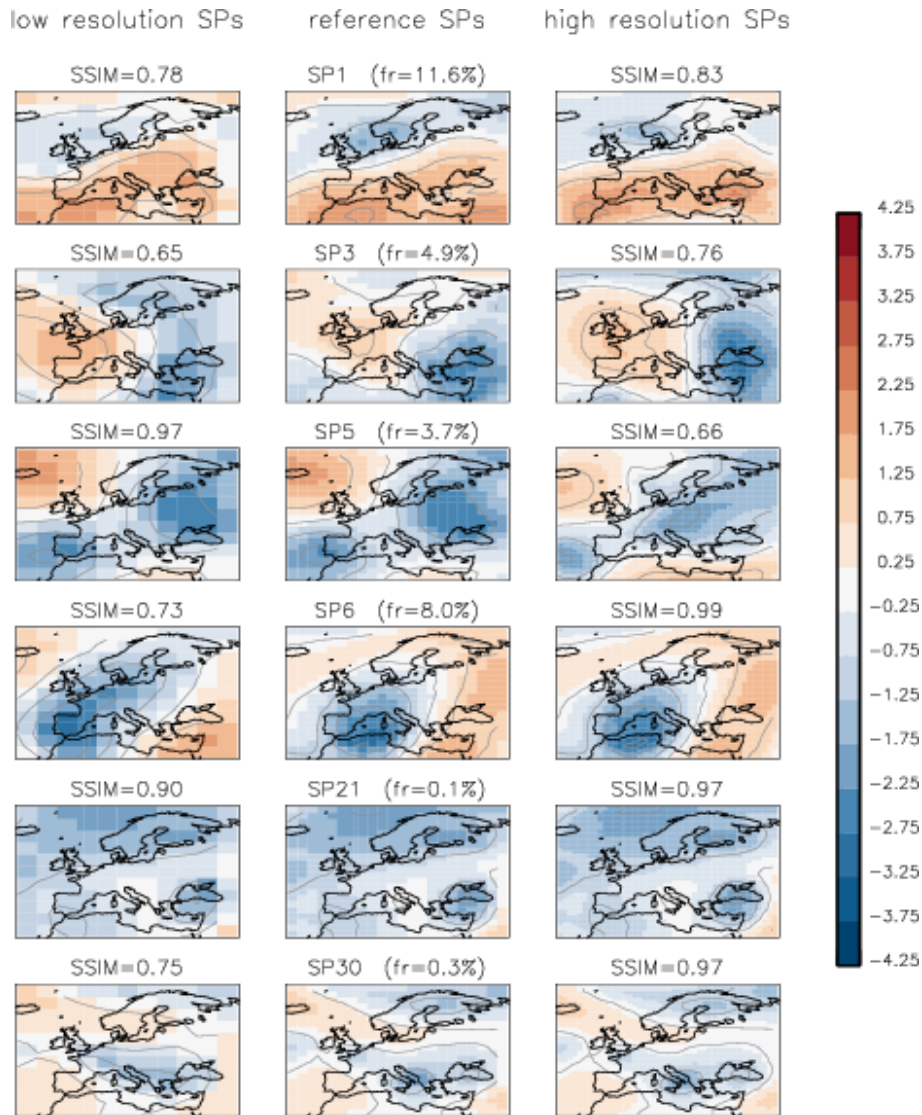 low resolution SPs reference SPs high resolution SPs
SSIM=0.78 SP1 (fr=11.6%) SSIM=0.83
SSIM=0.65 SP3 (fr=4.9%) SSIM=0.76
SSIM=0.97 SP5 (fr=3.7%) SSIM=0.66
SSIM=0.73 SP6 (fr=8.0%) SSIM=0.99
SSIM=0.90 SP21 (fr=0.1%) SSIM=0.97
SSIM=0.75 SP30 (fr=0.3%) SSIM=0.97
4.25
3.75
3.25
2.75
2.25
1.75
1.25
0.75
0.25
-0.25
-0.75
-1.25
-1.75
-2.25
-2.75
-3.25
-3.75
-4.25